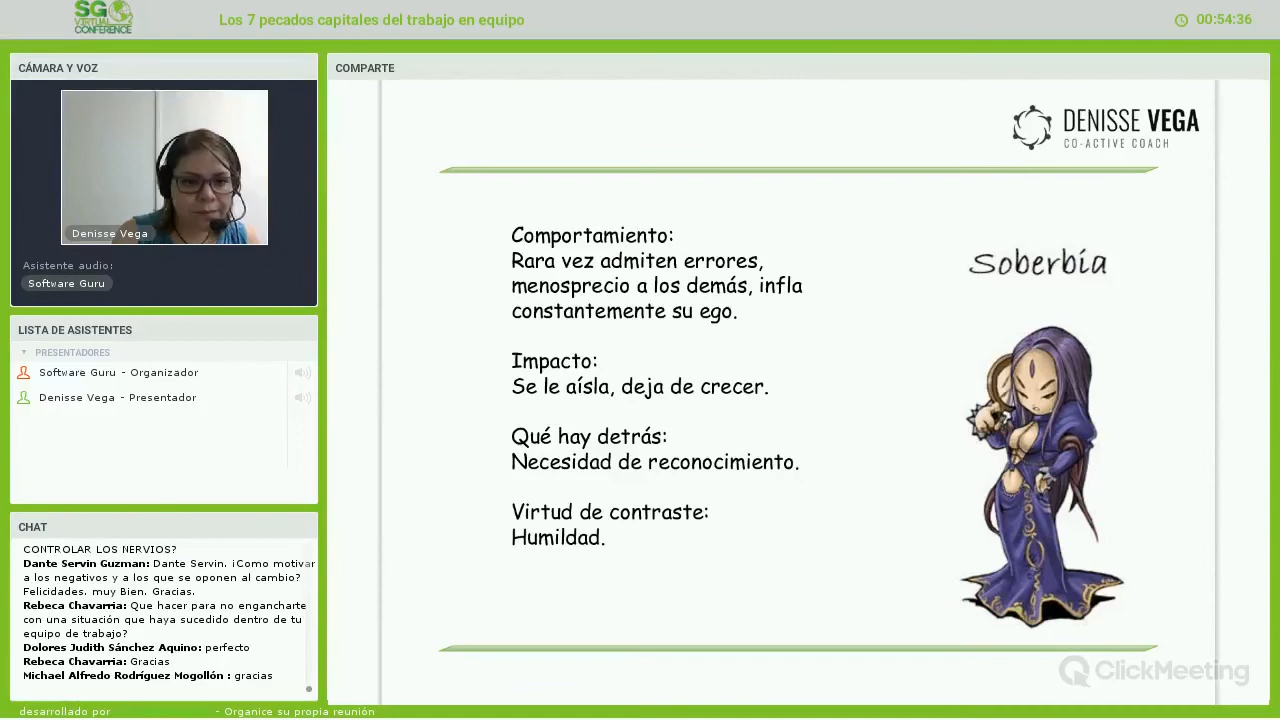 SG
VIRTUAL
CONFERENCE
Los 7 pecados capitales del trabajo en equipo
00:54:36
CÁMARA Y VOZ
Denisse Vega
Asistente audio:
Software Guru
LISTA DE ASISTENTES
PRESENTADORES
Software Guru - Organizador
Denisse Vega - Presentador
CHAT
CONTROLAR LOS NERVIOS?
Dante Servin Guzman: Dante Servin. ¡Como motivar
a los negativos y a los que se oponen al cambio?
Felicidades. muy Bien. Gracias.
Rebeca Chavarria: Que hacer para no engancharte
con una situación que haya sucedido dentro de tu
equipo de trabajo?
Dolores Judith Sánchez Aquino: perfecto
Rebeca Chavarria: Gracias
Michael Alfredo Rodríguez Mogollón : gracias
COMPARTE
DENISSE VEGA
CO-ACTIVE COACH
Comportamiento:
Rara vez admiten errores,
menosprecio a los demás, infla
constantemente su ego.
Impacto:
Se le aísla, deja de crecer.
Qué hay detrás:
Necesidad de reconocimiento.
Virtud de contraste:
Humildad.
Soberbia
ClickMeeting
desarrollado por - Organice su propia reunión